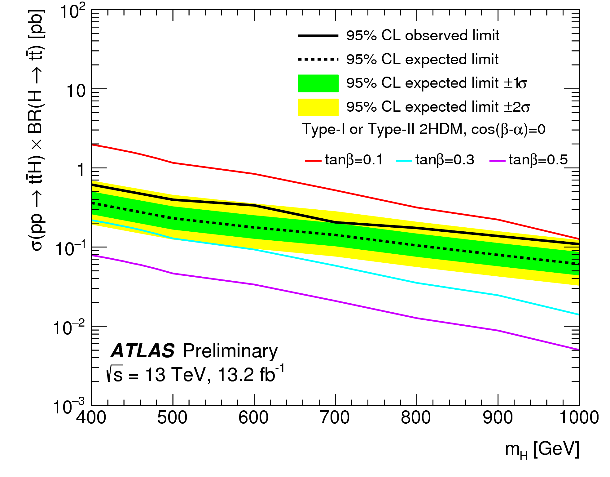 σ(pp → tt̄H) × BR(H → tt̄) [pb]
10²
10
1
10⁻¹
10⁻²
10⁻³
95% CL observed limit
95% CL expected limit
95% CL expected limit ±1σ
95% CL expected limit ±2σ
Type-I or Type-II 2HDM, cos(β-α)=0
tanβ=0.1 tanβ=0.3 tanβ=0.5
ATLAS Preliminary
√s = 13 TeV, 13.2 fb⁻¹
400 500 600 700 800 900 1000
m_H [GeV]